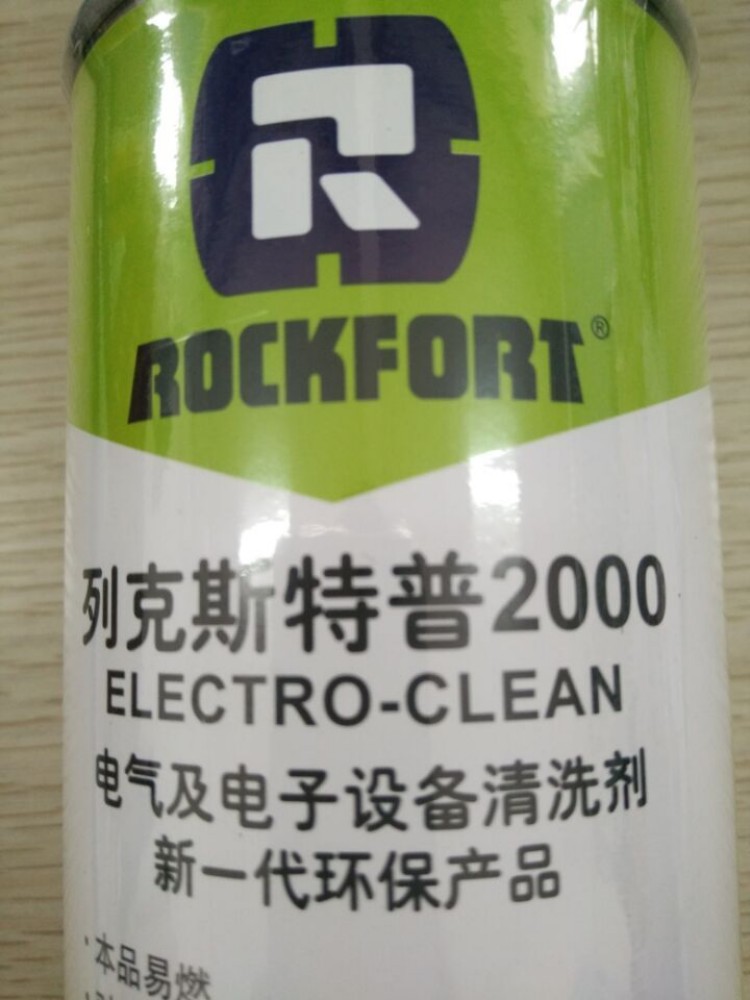 R
ROCKFORT®
列克斯特普2000
ELECTRO-CLEAN
电气及电子设备清洗剂
新一代环保产品
·本品易燃